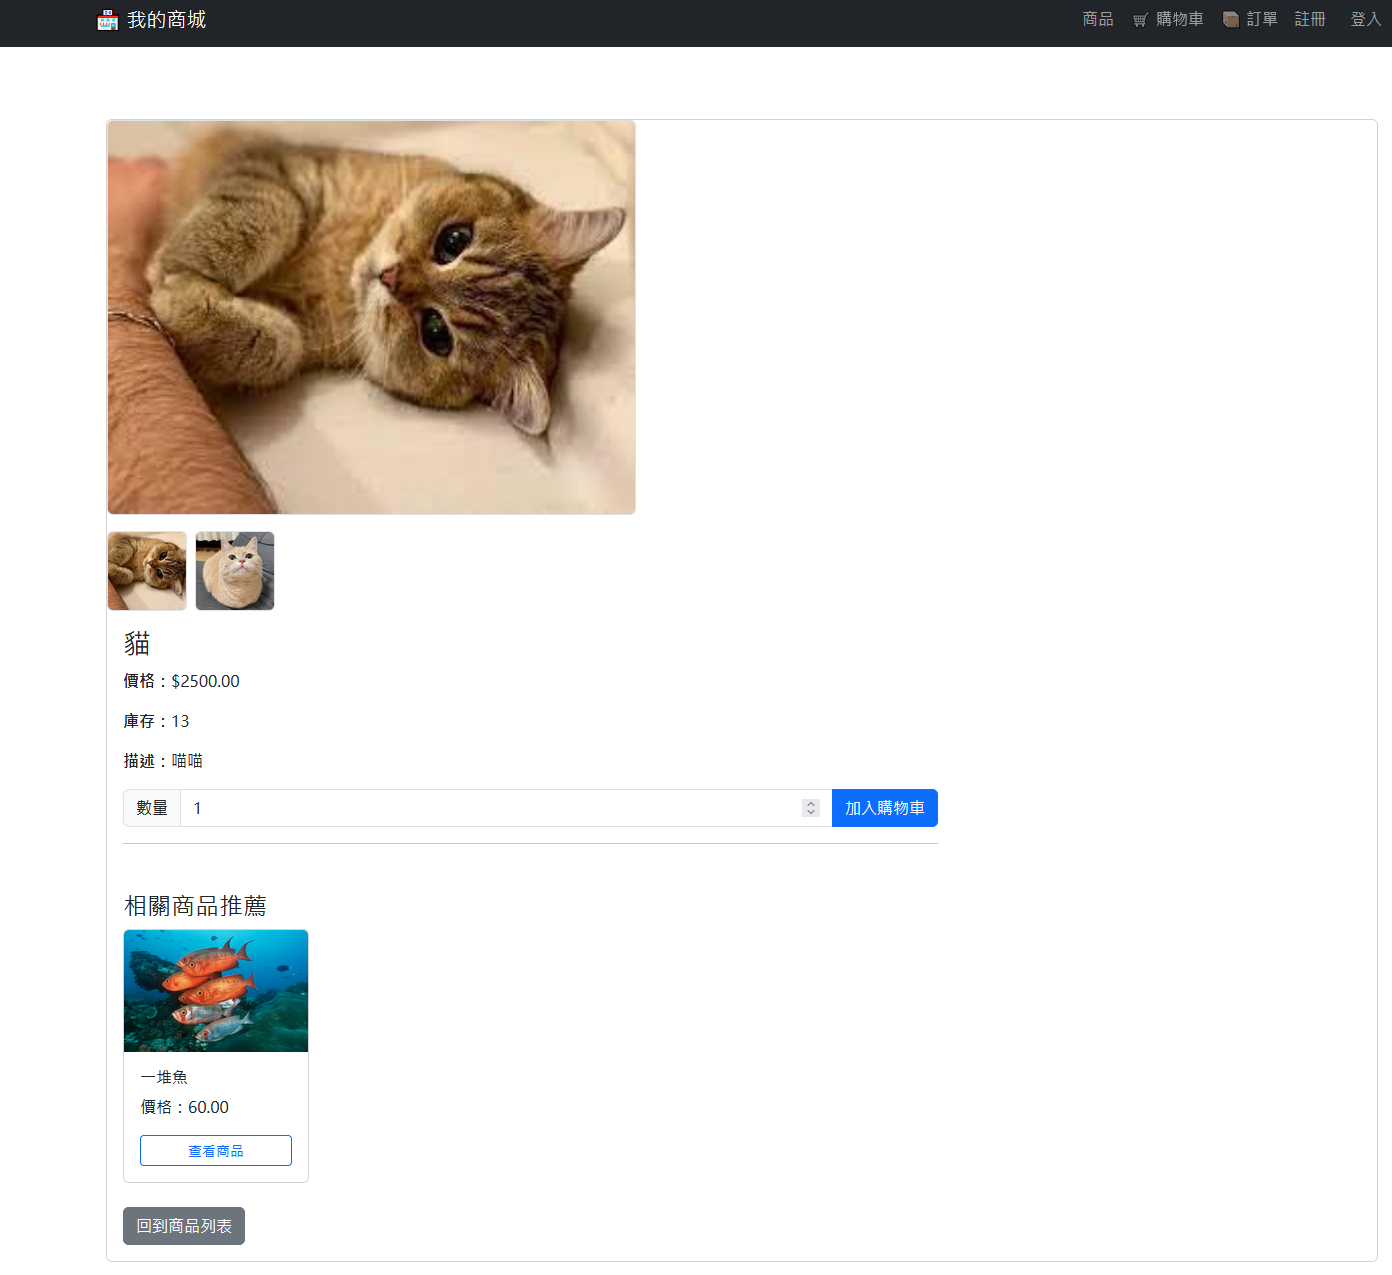 我的商城
商品 購物車 訂單 註冊 登入
貓
價格：$2500.00
庫存：13
描述：喵喵
數量 1 加入購物車
相關商品推薦
一堆魚
價格：60.00
查看商品
回到商品列表